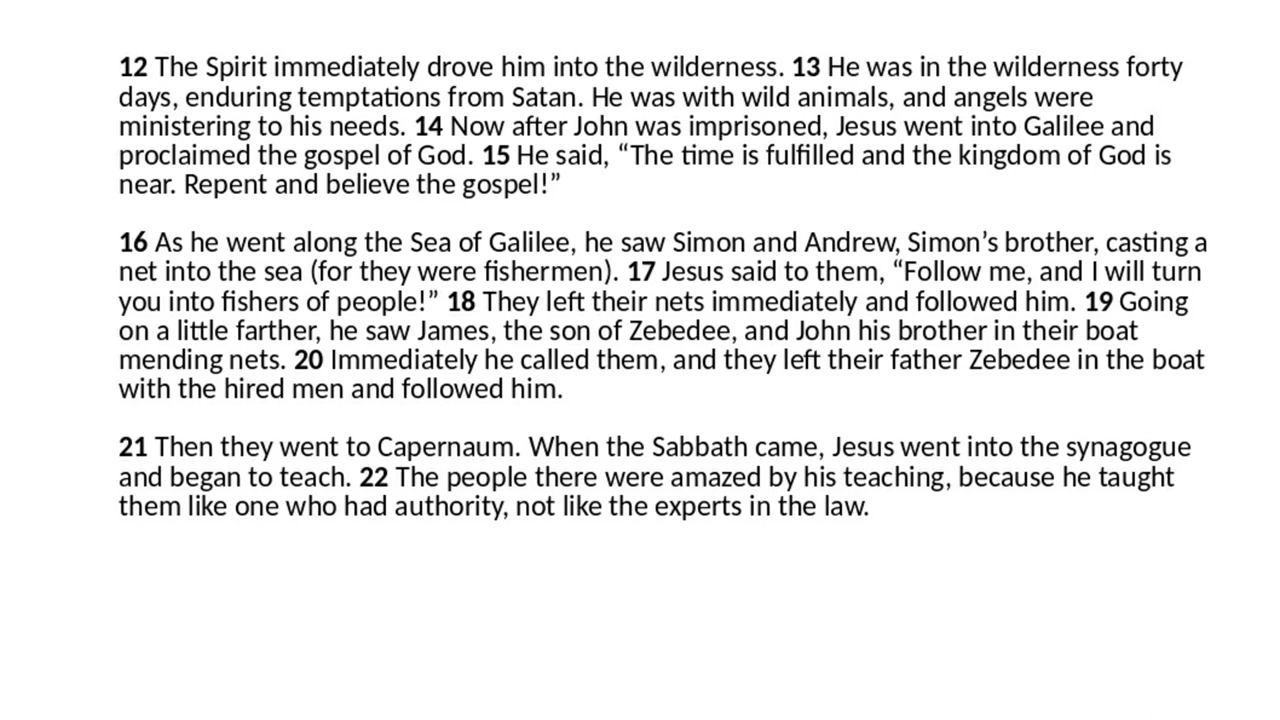 12 The Spirit immediately drove him into the wilderness. 13 He was in the wilderness forty
days, enduring temptations from Satan. He was with wild animals, and angels were
ministering to his needs. 14 Now after John was imprisoned, Jesus went into Galilee and
proclaimed the gospel of God. 15 He said, “The time is fulfilled and the kingdom of God is
near. Repent and believe the gospel!”
16 As he went along the Sea of Galilee, he saw Simon and Andrew, Simon’s brother, casting a
net into the sea (for they were fishermen). 17 Jesus said to them, “Follow me, and I will turn
you into fishers of people!” 18 They left their nets immediately and followed him. 19 Going
on a little farther, he saw James, the son of Zebedee, and John his brother in their boat
mending nets. 20 Immediately he called them, and they left their father Zebedee in the boat
with the hired men and followed him.
21 Then they went to Capernaum. When the Sabbath came, Jesus went into the synagogue
and began to teach. 22 The people there were amazed by his teaching, because he taught
them like one who had authority, not like the experts in the law.